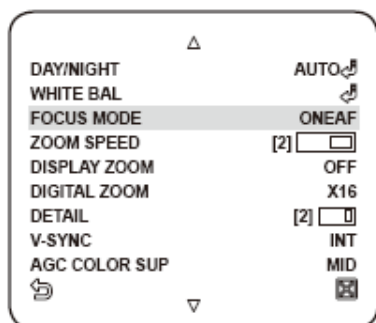 DAY/NIGHT AUTO
WHITE BAL
FOCUS MODE ONEAF
ZOOM SPEED [2]
DISPLAY ZOOM OFF
DIGITAL ZOOM X16
DETAIL [2]
V-SYNC INT
AGC COLOR SUP MID